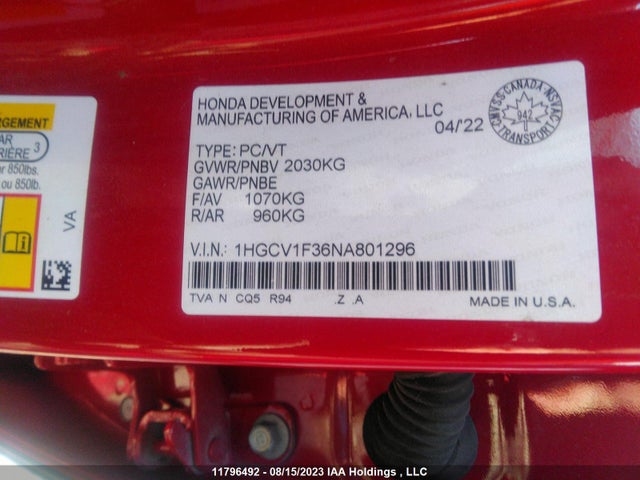 RGEMENT
AR
RIÈRE 3
r 850lbs.
ou 850lb.
VA
HONDA DEVELOPMENT &
MANUFACTURING OF AMERICA, LLC
04/'22
CMVSS-CANADA-NSVAC
942
TRANSPORT
TYPE: PC/VT
GVWR/PNBV 2030KG
GAWR/PNBE
F/AV 1070KG
R/AR 960KG
V.I.N.: 1HGCV1F36NA801296
TVA N CQ5 R94 .Z .A
MADE IN U.S.A.
11796492 - 08/15/2023 IAA Holdings , LLC